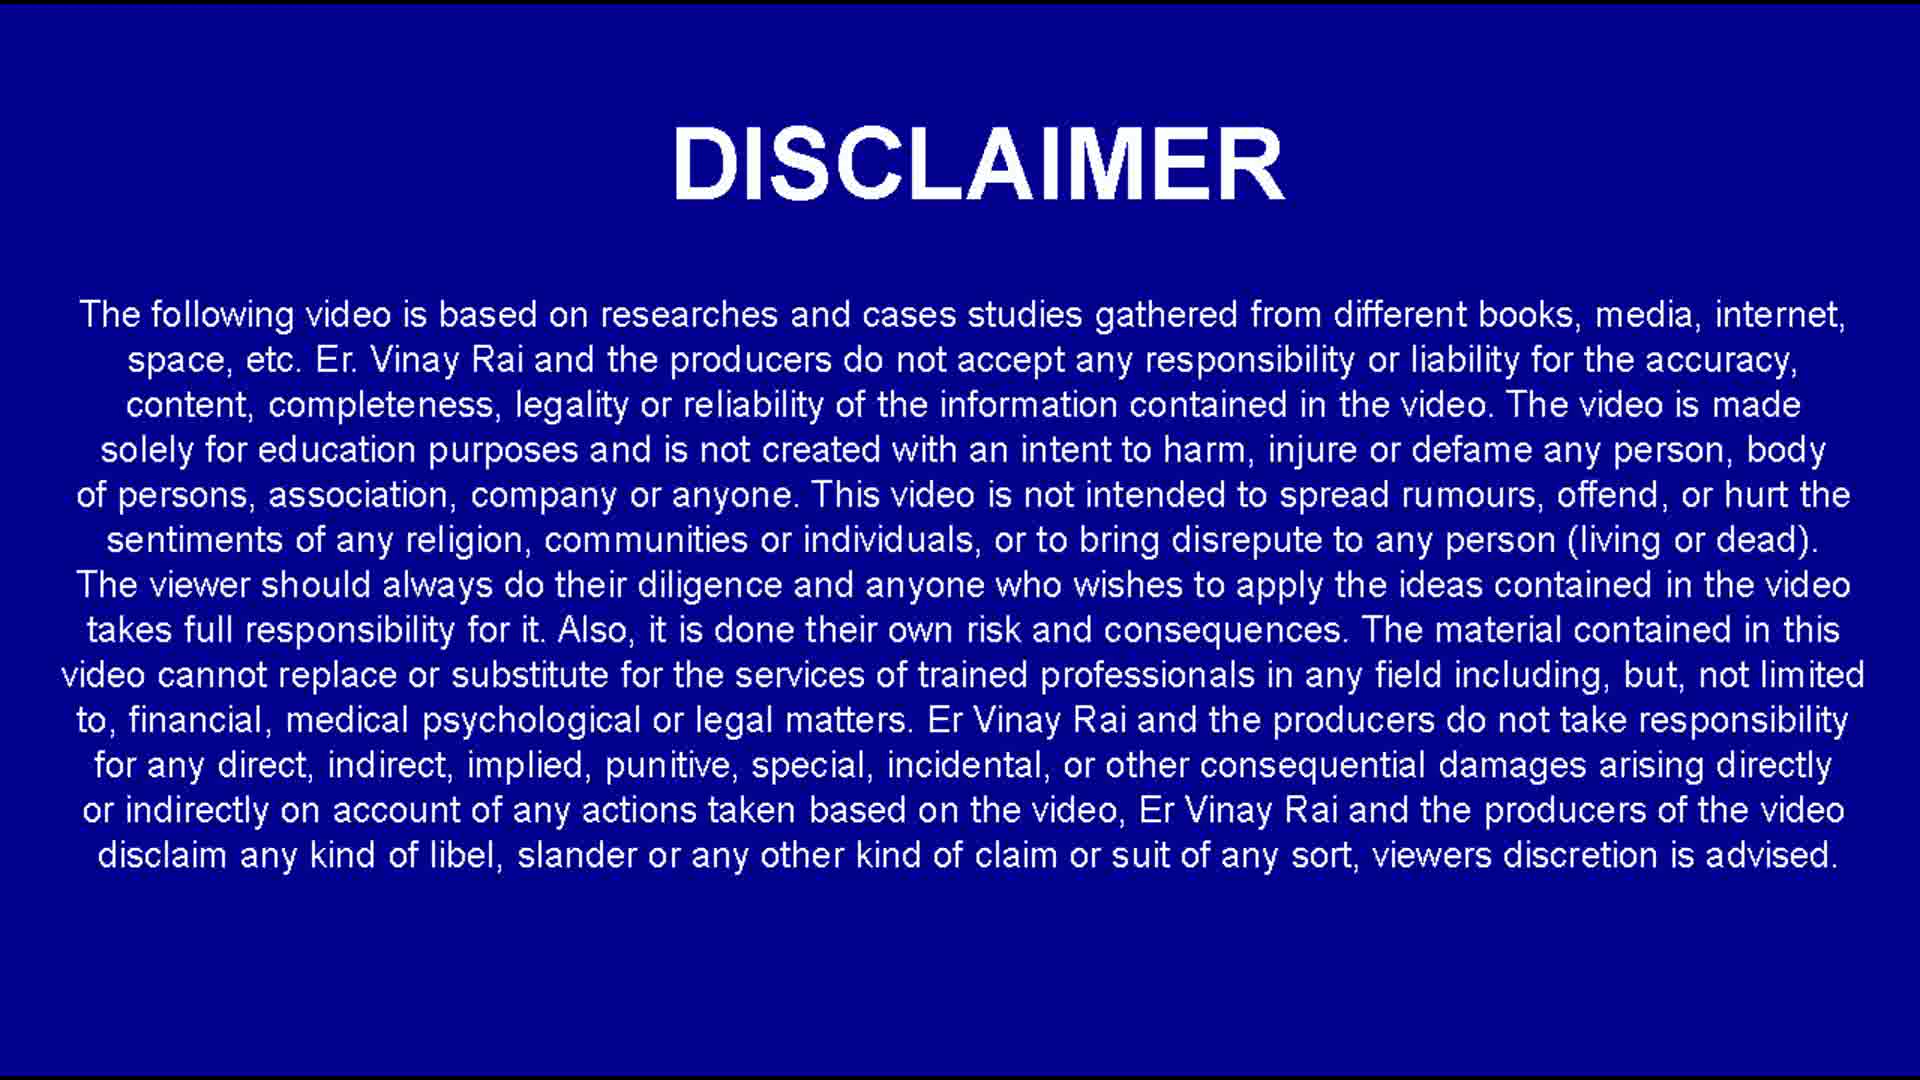 DISCLAIMER
The following video is based on researches and cases studies gathered from different books, media, internet,
space, etc. Er. Vinay Rai and the producers do not accept any responsibility or liability for the accuracy,
content, completeness, legality or reliability of the information contained in the video. The video is made
solely for education purposes and is not created with an intent to harm, injure or defame any person, body
of persons, association, company or anyone. This video is not intended to spread rumours, offend, or hurt the
sentiments of any religion, communities or individuals, or to bring disrepute to any person (living or dead).
The viewer should always do their diligence and anyone who wishes to apply the ideas contained in the video
takes full responsibility for it. Also, it is done their own risk and consequences. The material contained in this
video cannot replace or substitute for the services of trained professionals in any field including, but, not limited
to, financial, medical psychological or legal matters. Er Vinay Rai and the producers do not take responsibility
for any direct, indirect, implied, punitive, special, incidental, or other consequential damages arising directly
or indirectly on account of any actions taken based on the video, Er Vinay Rai and the producers of the video
disclaim any kind of libel, slander or any other kind of claim or suit of any sort, viewers discretion is advised.